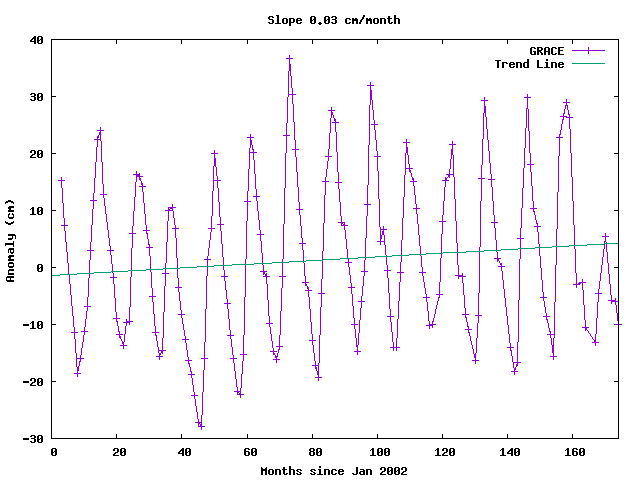 Slope 0.03 cm/month
GRACE
Trend Line
40
30
20
10
0
-10
-20
-30
Anomaly (cm)
0 20 40 60 80 100 120 140 160
Months since Jan 2002